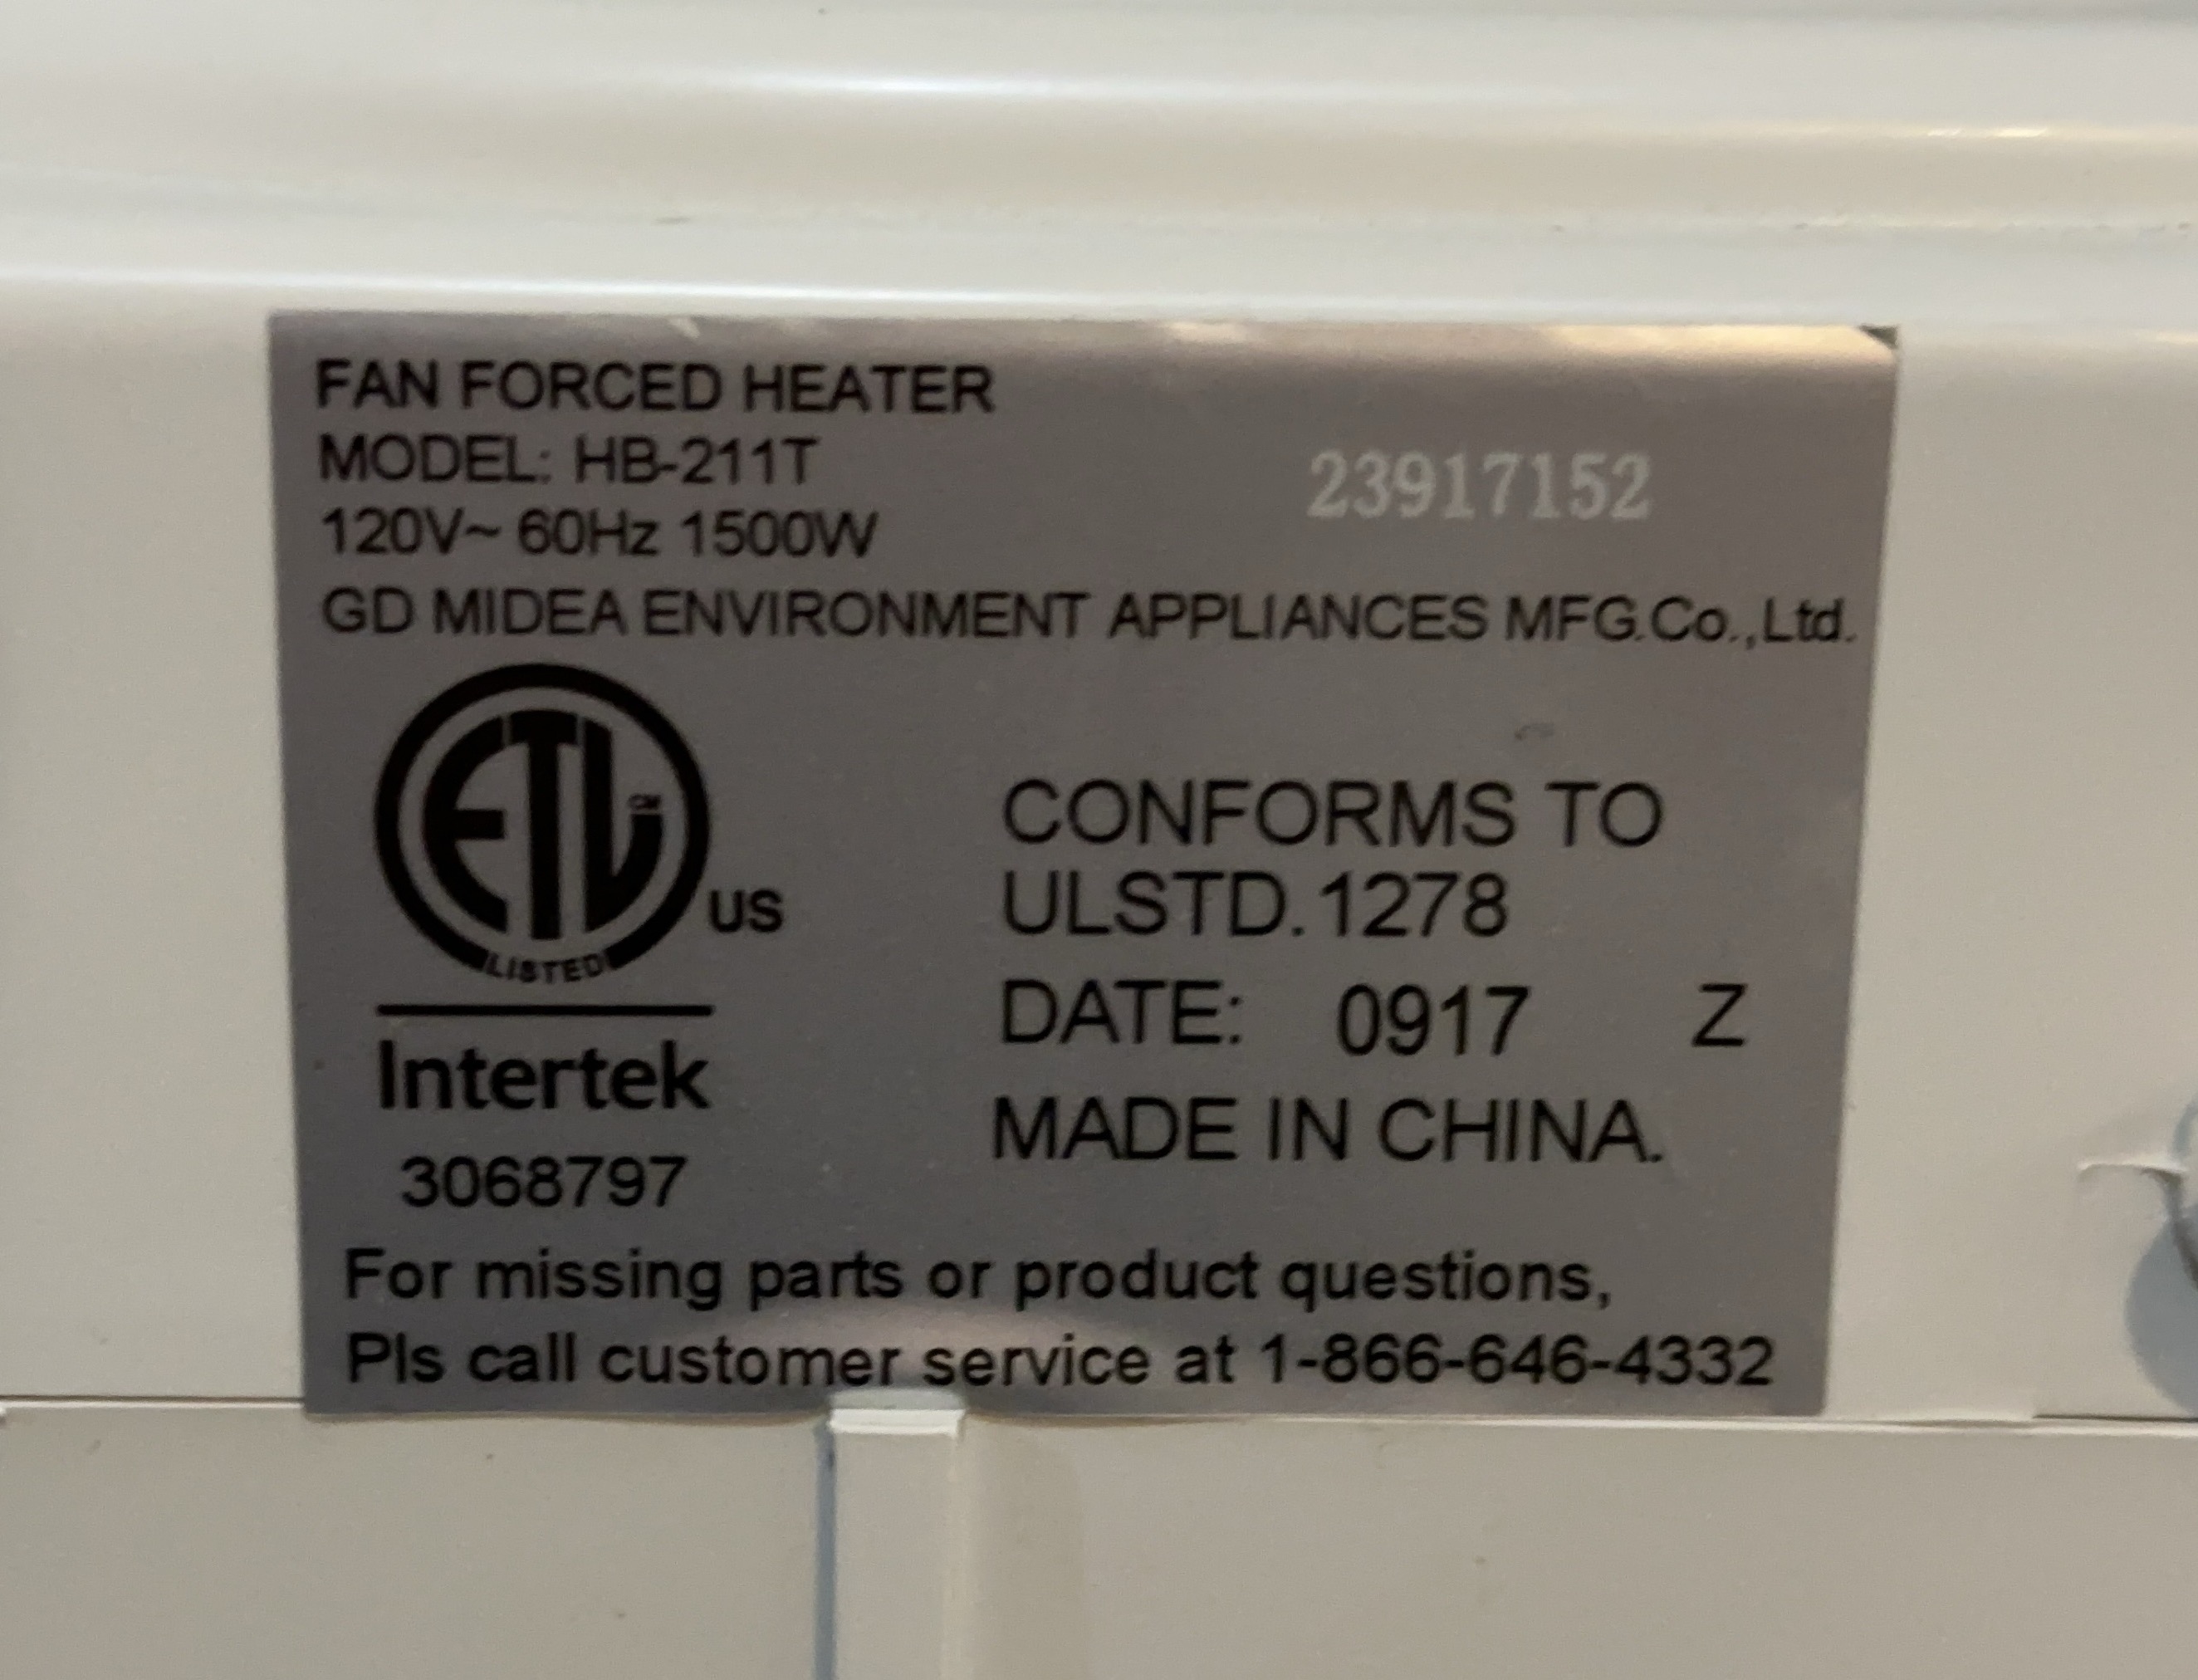 FAN FORCED HEATER
MODEL: HB-211T
23917152
120V~ 60Hz 1500W
GD MIDEA ENVIRONMENT APPLIANCES MFG.Co.,Ltd.
ETL CM
US
LISTED
Intertek
3068797
CONFORMS TO
ULSTD.1278
DATE: 0917 Z
MADE IN CHINA.
For missing parts or product questions,
Pls call customer service at 1-866-646-4332